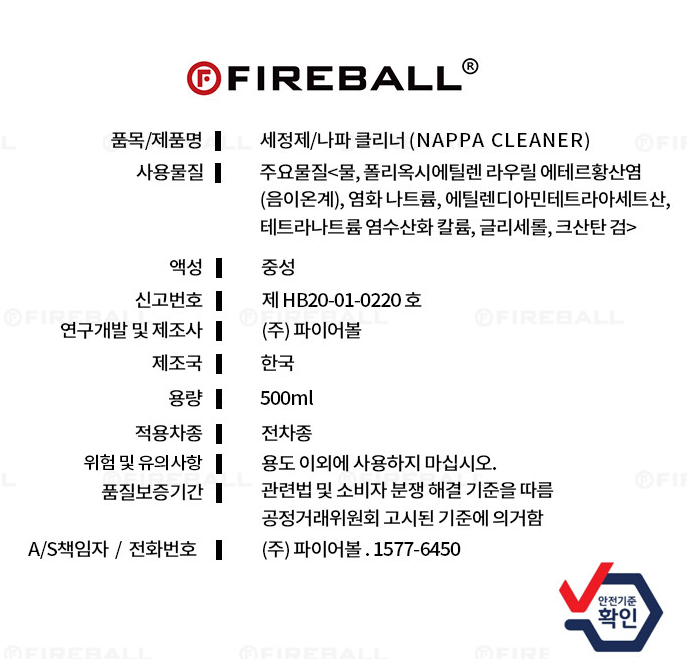 FIREBALL®
품목/제품명 세정제/나파 클리너 (NAPPA CLEANER)
사용물질 주요물질<물, 폴리옥시에틸렌 라우릴 에테르황산염
(음이온계), 염화 나트륨, 에틸렌디아민테트라아세트산,
테트라나트륨 염수산화 칼륨, 글리세롤, 크산탄 검>
액성 중성
신고번호 제 HB20-01-0220 호
연구개발 및 제조사 (주) 파이어볼
제조국 한국
용량 500ml
적용차종 전차종
위험 및 유의사항 용도 이외에 사용하지 마십시오.
품질보증기간 관련법 및 소비자 분쟁 해결 기준을 따름
공정거래위원회 고시된 기준에 의거함
A/S책임자 / 전화번호 (주) 파이어볼 . 1577-6450
안전기준
확인